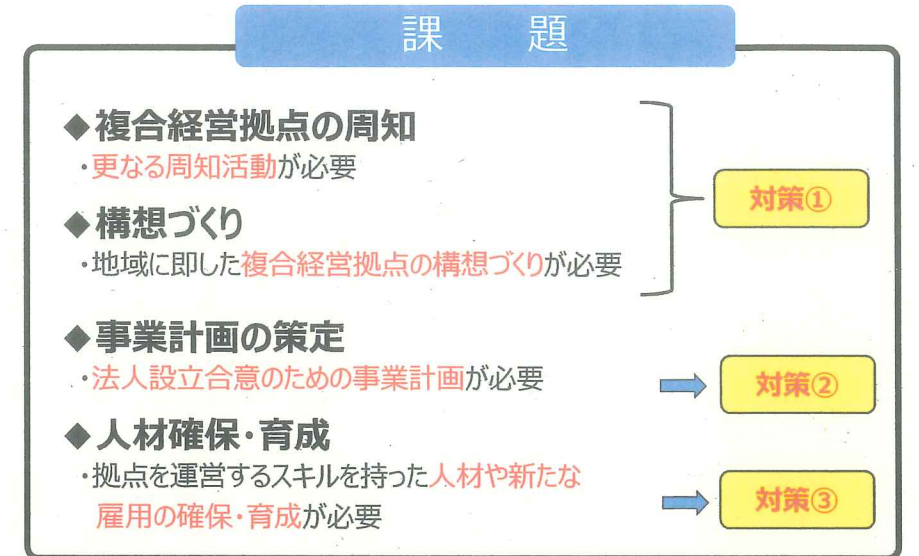 課 題
◆複合経営拠点の周知
・更なる周知活動が必要
対策①
◆構想づくり
・地域に即した複合経営拠点の構想づくりが必要
◆事業計画の策定
・法人設立合意のための事業計画が必要
対策②
◆人材確保・育成
・拠点を運営するスキルを持った人材や新たな
雇用の確保・育成が必要
対策③